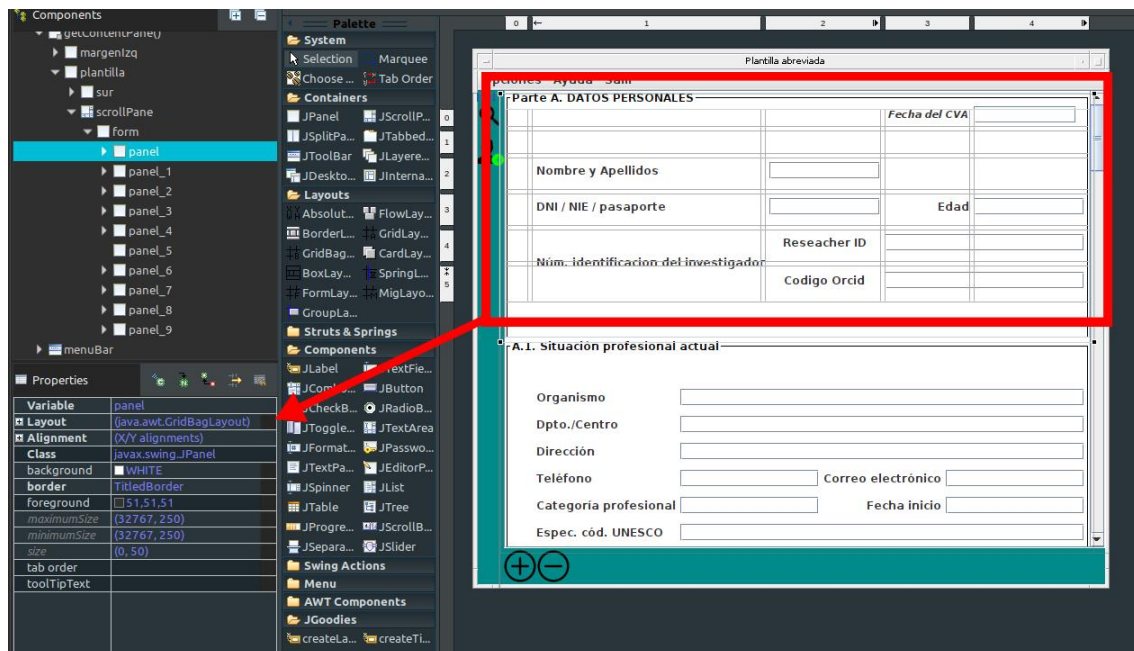 Components
getContentPane()
margenIzq
plantilla
sur
scrollPane
form
panel
panel_1
panel_2
panel_3
panel_4
panel_5
panel_6
panel_7
panel_8
panel_9
menuBar
Properties
Variable panel
Layout (java.awt.GridBagLayout)
Alignment (X/Y alignments)
Class javax.swing.JPanel
background WHITE
border TitledBorder
foreground 51,51,51
maximumSize (32767, 250)
minimumSize (32767, 250)
size (0, 50)
tab order
toolTipText
Palette
System
Selection Marquee
Choose ... Tab Order
Containers
JPanel JScrollP...
JSplitPa... JTabbed...
JToolBar JLayere...
JDeskto... JInterna...
Layouts
Absolut... FlowLay...
BorderL... GridLay...
GridBag... CardLay...
BoxLay... SpringL...
FormLay... MigLayo...
GroupLa...
Struts & Springs
Components
JLabel
JButton
JCheckB... JRadioB...
JToggle... JTextArea
JFormat... JPasswo...
JTextPa... JEditorP...
JSpinner JList
JTable JTree
JProgre... JScrollB...
JSepara... JSlider
Swing Actions
Menu
AWT Components
JGoodies
createLa... createTi...
0 1 2 3 4
0
1
2
3
4
5
Plantilla abreviada
Parte A. DATOS PERSONALES
Fecha del CVA
Nombre y Apellidos
DNI / NIE / pasaporte Edad
Reseacher ID
Núm. identificacion del investigador
Codigo Orcid
A.1. Situación profesional actual
Organismo
Dpto./Centro
Dirección
Teléfono Correo electrónico
Categoría profesional Fecha inicio
Espec. cód. UNESCO